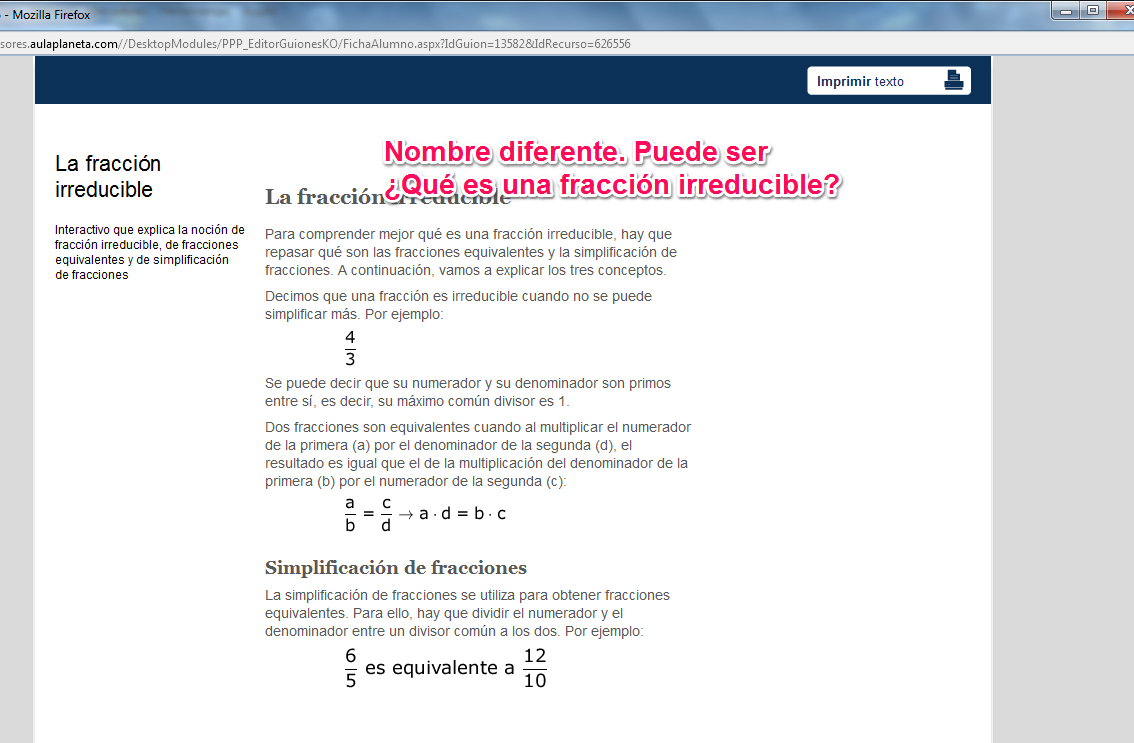 - Mozilla Firefox
sores.aulaplaneta.com//DesktopModules/PPP_EditorGuionesKO/FichaAlumno.aspx?IdGuion=13582&IdRecurso=626556
Imprimir texto
La fracción
irreducible
Interactivo que explica la noción de
fracción irreducible, de fracciones
equivalentes y de simplificación
de fracciones
Nombre diferente. Puede ser
¿Qué es una fracción irreducible?
La fracción irreducible
Para comprender mejor qué es una fracción irreducible, hay que
repasar qué son las fracciones equivalentes y la simplificación de
fracciones. A continuación, vamos a explicar los tres conceptos.
Decimos que una fracción es irreducible cuando no se puede
simplificar más. Por ejemplo:
4
3
Se puede decir que su numerador y su denominador son primos
entre sí, es decir, su máximo común divisor es 1.
Dos fracciones son equivalentes cuando al multiplicar el numerador
de la primera (a) por el denominador de la segunda (d), el
resultado es igual que el de la multiplicación del denominador de la
primera (b) por el numerador de la segunda (c):
a/b = c/d → a · d = b · c
Simplificación de fracciones
La simplificación de fracciones se utiliza para obtener fracciones
equivalentes. Para ello, hay que dividir el numerador y el
denominador entre un divisor común a los dos. Por ejemplo:
6/5 es equivalente a 12/10